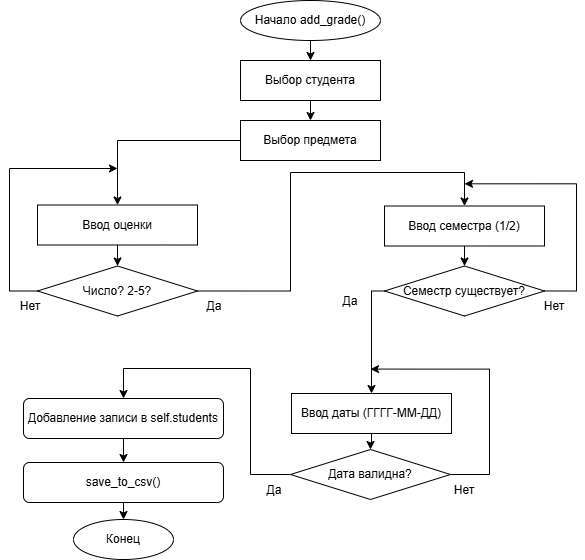 Начало add_grade()
Выбор студента
Выбор предмета
Ввод оценки
Число? 2-5?
Нет
Да
Ввод семестра (1/2)
Семестр существует?
Да
Нет
Ввод даты (ГГГГ-ММ-ДД)
Дата валидна?
Да
Нет
Добавление записи в self.students
save_to_csv()
Конец